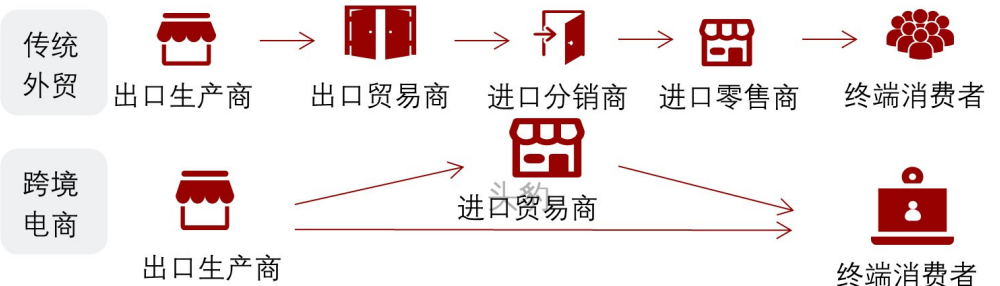 传统
外贸
出口生产商
出口贸易商
进口分销商
进口零售商
终端消费者
跨境
电商
头豹
进口贸易商
出口生产商
终端消费者